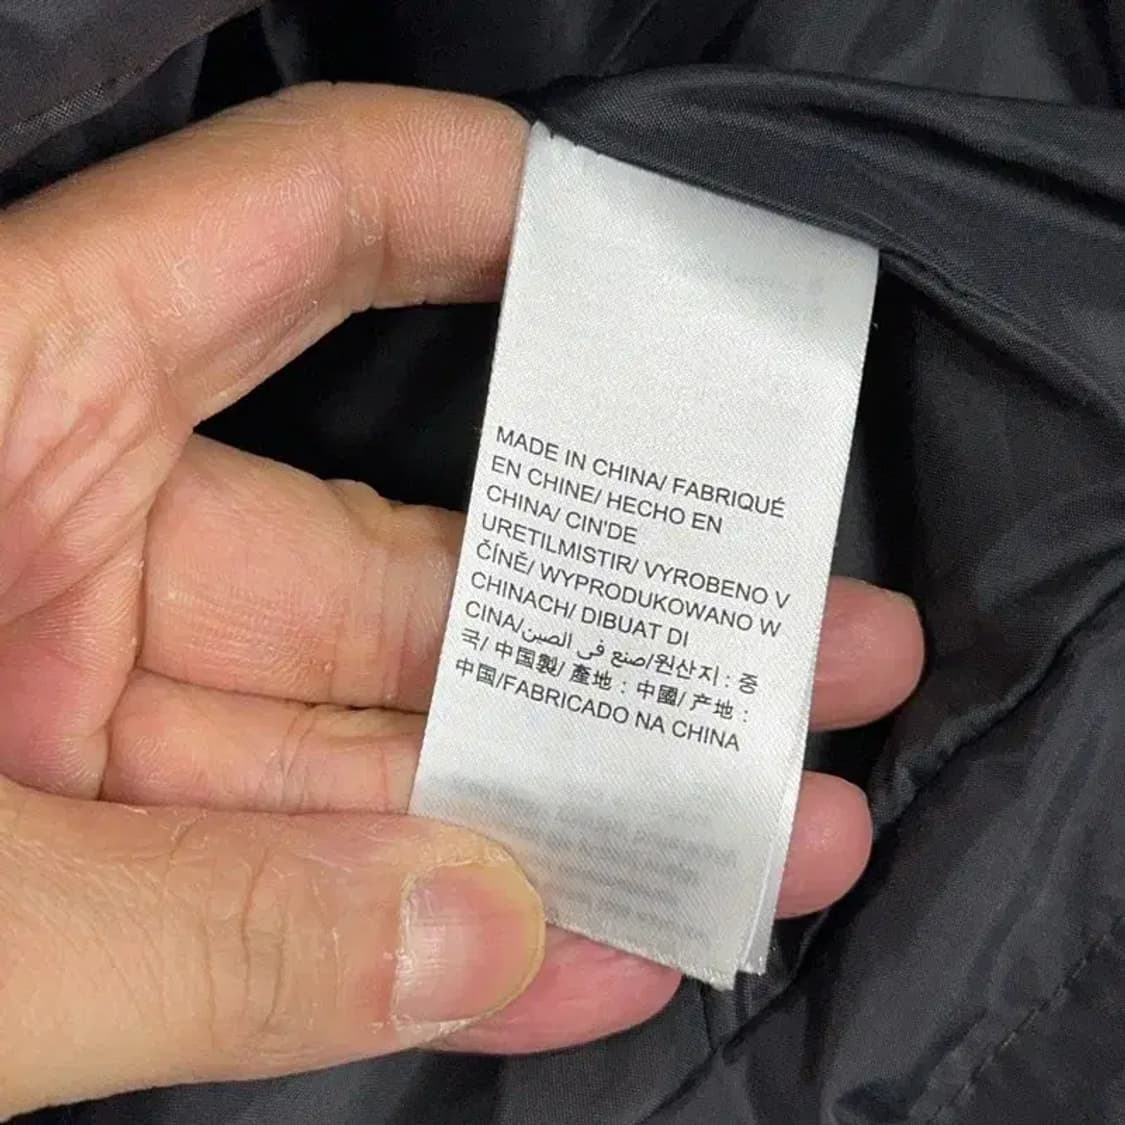 MADE IN CHINA/ FABRIQUÉ
EN CHINE/ HECHO EN
CHINA/ CIN'DE
URETILMISTIR/ VYROBENO V
ČÍNĚ/ WYPRODUKOWANO W
CHINACH/ DIBUAT DI
CINA/صنع في الصين/원산지 : 중
국/ 中国製/ 產地 : 中國/ 产地 :
中国/FABRICADO NA CHINA